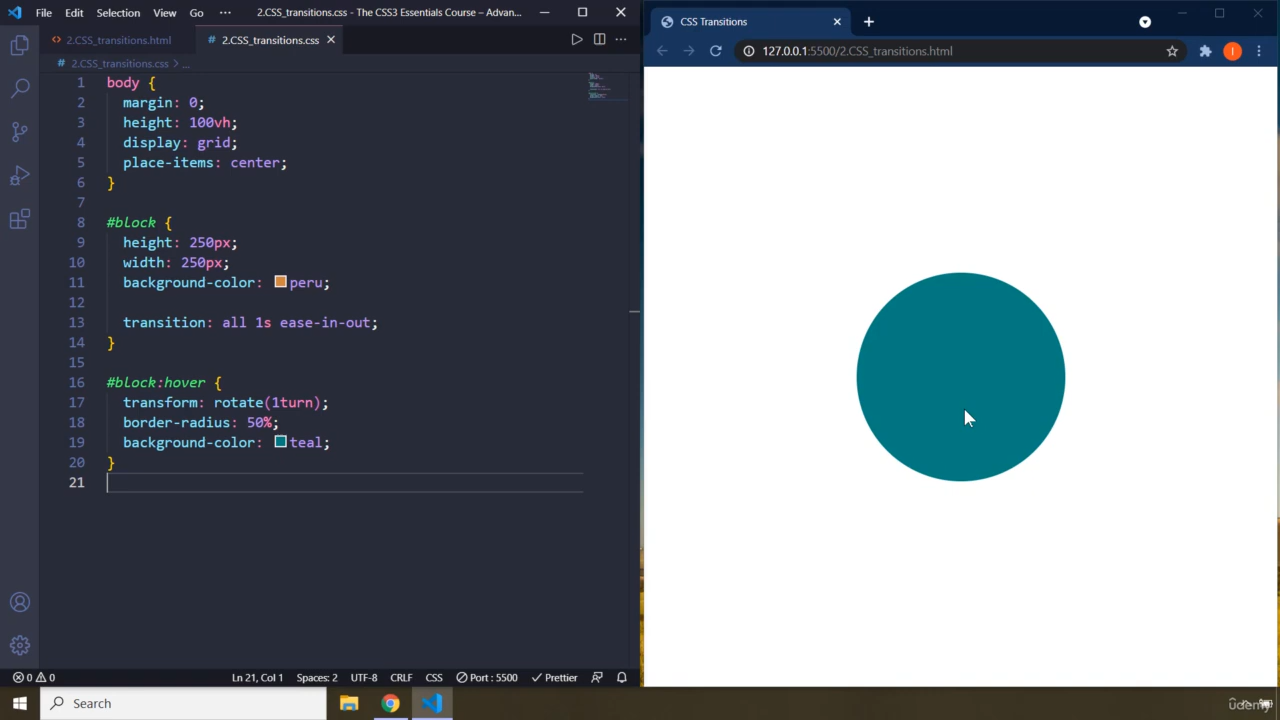 File Edit Selection View Go ··· 2.CSS_transitions.css - The CSS3 Essentials Course – Advan...
2.CSS_transitions.html # 2.CSS_transitions.css
# 2.CSS_transitions.css > ...
1 body {
2 margin: 0;
3 height: 100vh;
4 display: grid;
5 place-items: center;
6 }
7
8 #block {
9 height: 250px;
10 width: 250px;
11 background-color: peru;
12
13 transition: all 1s ease-in-out;
14 }
15
16 #block:hover {
17 transform: rotate(1turn);
18 border-radius: 50%;
19 background-color: teal;
20 }
21
0 0 Ln 21, Col 1 Spaces: 2 UTF-8 CRLF CSS Port : 5500 Prettier
CSS Transitions
127.0.0.1:5500/2.CSS_transitions.html
I
Search
udemy